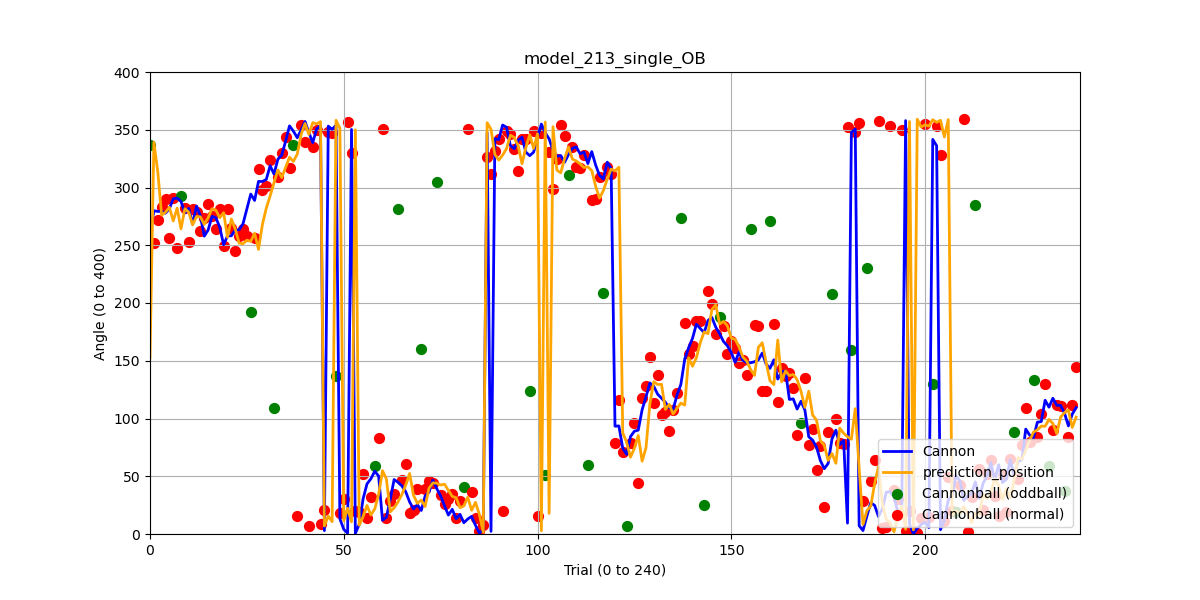 model_213_single_OB
Angle (0 to 400)
400
350
300
250
200
150
100
50
0
0 50 100 150 200
Trial (0 to 240)
Cannon
prediction_position
Cannonball (oddball)
Cannonball (normal)